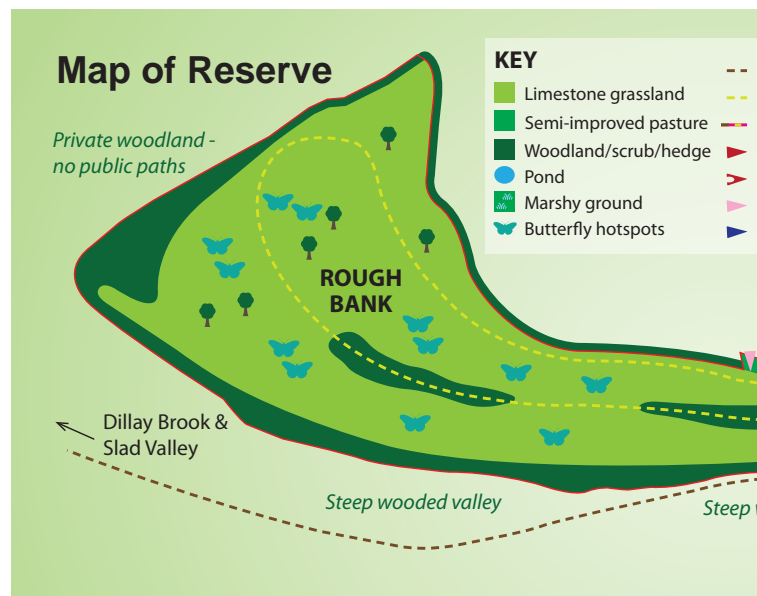 Map of Reserve
Private woodland -
no public paths
KEY
Limestone grassland
Semi-improved pasture
Woodland/scrub/hedge
Pond
Marshy ground
Butterfly hotspots
ROUGH
BANK
Dillay Brook &
Slad Valley
Steep wooded valley
Steep